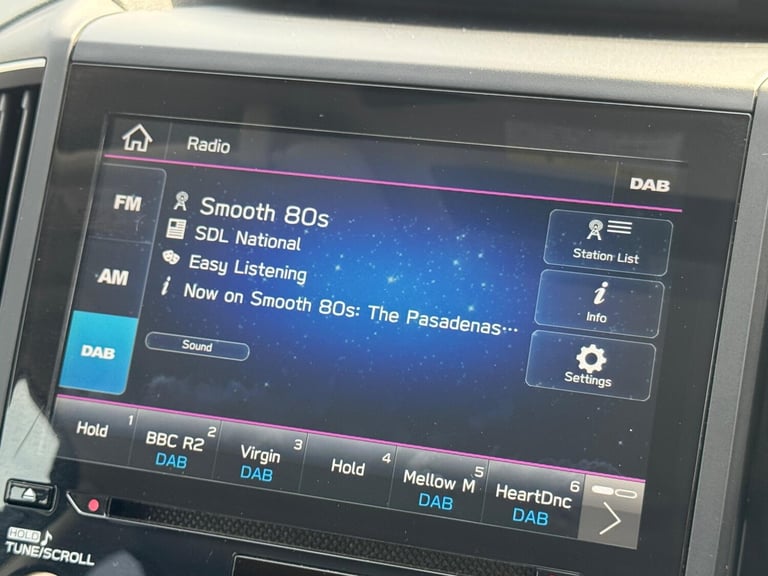 Radio
DAB
FM
AM
DAB
Smooth 80s
SDL National
Easy Listening
i Now on Smooth 80s: The Pasadenas···
Sound
Station List
i
Info
Settings
Hold 1
BBC R2 2
DAB
Virgin 3
DAB
Hold 4
Mellow M 5
DAB
HeartDnc 6
DAB
HOLD
TUNE/SCROLL